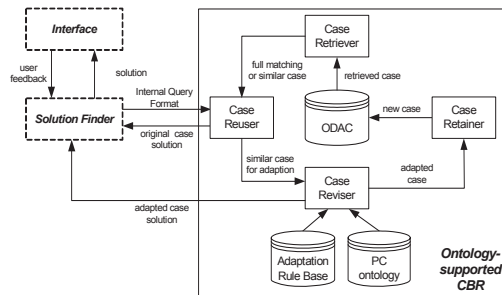 Interface
Case
Retriever
user
feedback
solution
full matching
or similar case
retrieved case
Internal Query
Format
Solution Finder
Case
Reuser
ODAC
new case
Case
Retainer
original case
solution
similar case
for adaption
adapted
case
Case
Reviser
adapted case
solution
Adaptation
Rule Base
PC
ontology
Ontology-
supported
CBR